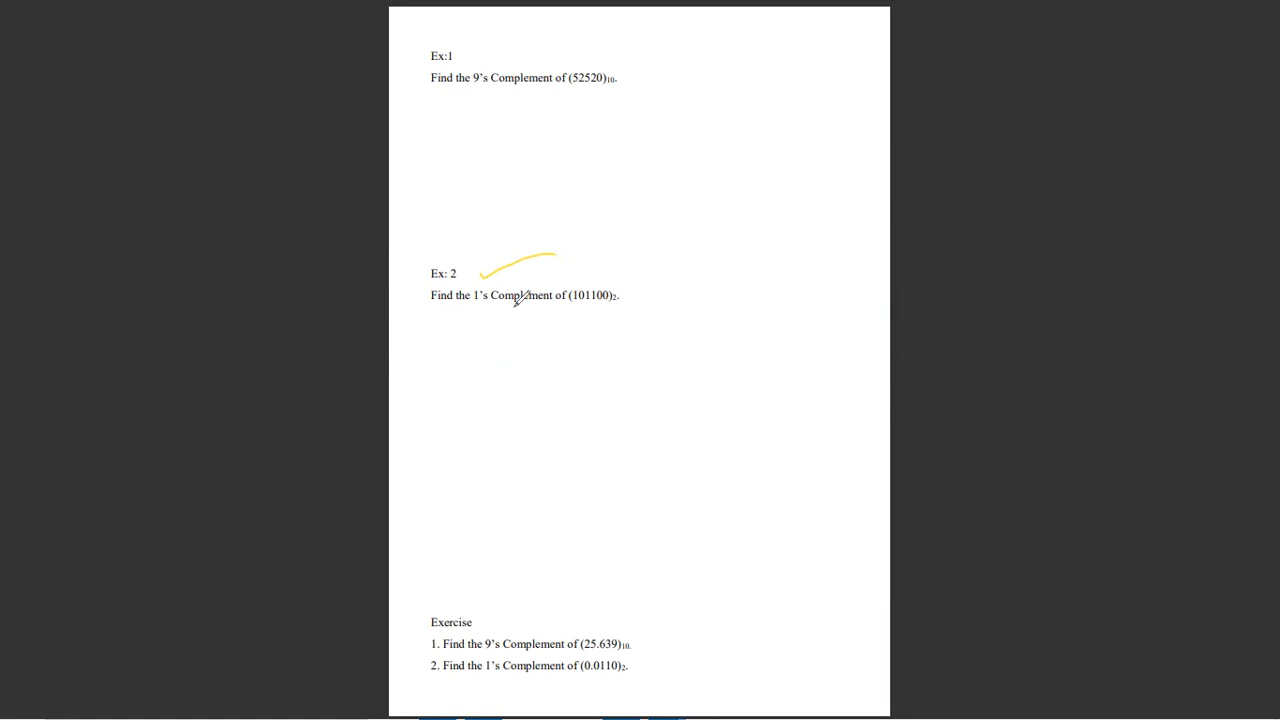 Ex:1
Find the 9’s Complement of (52520)₁₀.
Ex: 2
Find the 1’s Complement of (101100)₂.
Exercise
1. Find the 9’s Complement of (25.639)₁₀.
2. Find the 1’s Complement of (0.0110)₂.